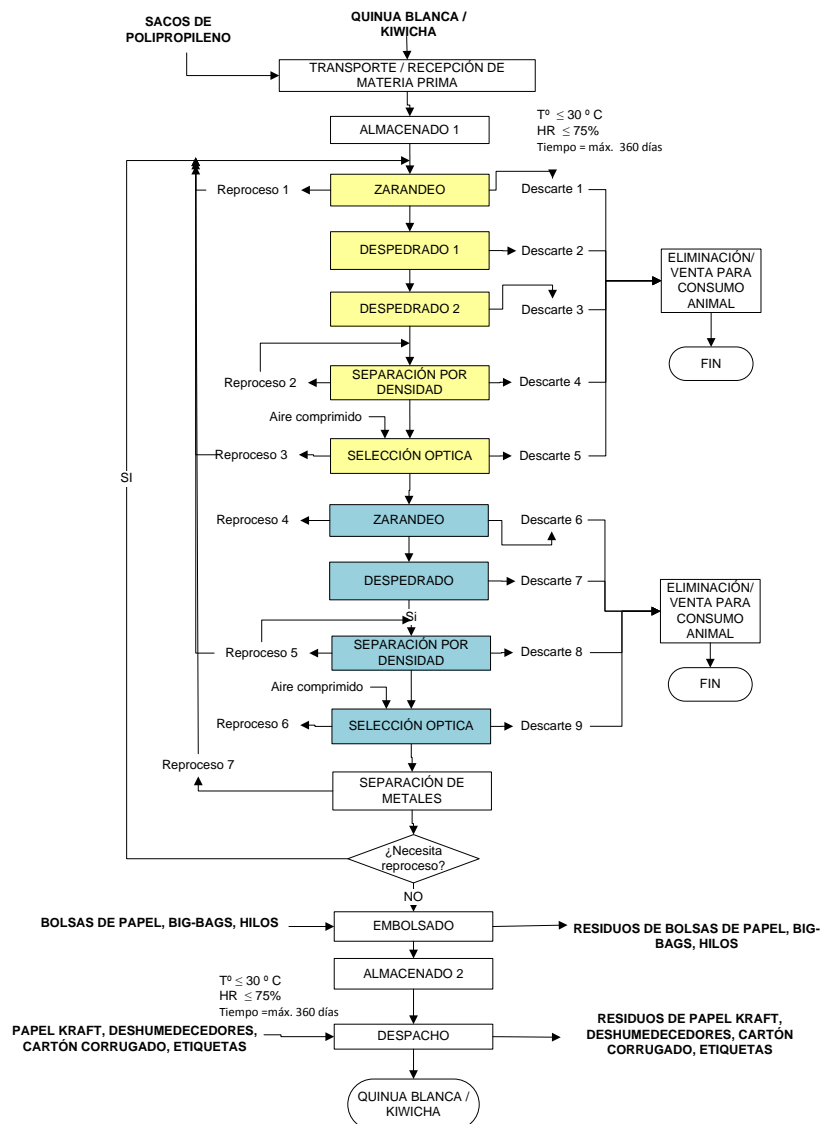 SACOS DE
POLIPROPILENO
QUINUA BLANCA /
KIWICHA
TRANSPORTE / RECEPCIÓN DE
MATERIA PRIMA
ALMACENADO 1
Tº ≤ 30 º C
HR ≤ 75%
Tiempo = máx. 360 días
Reproceso 1
ZARANDEO
Descarte 1
DESPEDRADO 1
Descarte 2
ELIMINACIÓN/
VENTA PARA
CONSUMO
ANIMAL
DESPEDRADO 2
Descarte 3
FIN
Reproceso 2
SEPARACIÓN POR
DENSIDAD
Descarte 4
Aire comprimido
Reproceso 3
SELECCIÓN OPTICA
Descarte 5
SI
Reproceso 4
ZARANDEO
Descarte 6
DESPEDRADO
Descarte 7
ELIMINACIÓN/
VENTA PARA
CONSUMO
ANIMAL
Si
Reproceso 5
SEPARACIÓN POR
DENSIDAD
Descarte 8
FIN
Aire comprimido
Reproceso 6
SELECCIÓN OPTICA
Descarte 9
Reproceso 7
SEPARACIÓN DE
METALES
¿Necesita
reproceso?
NO
BOLSAS DE PAPEL, BIG-BAGS, HILOS
EMBOLSADO
RESIDUOS DE BOLSAS DE PAPEL, BIG-
BAGS, HILOS
ALMACENADO 2
Tº ≤ 30 º C
HR ≤ 75%
Tiempo =máx. 360 días
PAPEL KRAFT, DESHUMEDECEDORES,
CARTÓN CORRUGADO, ETIQUETAS
DESPACHO
RESIDUOS DE PAPEL KRAFT,
DESHUMEDECEDORES, CARTÓN
CORRUGADO, ETIQUETAS
QUINUA BLANCA /
KIWICHA